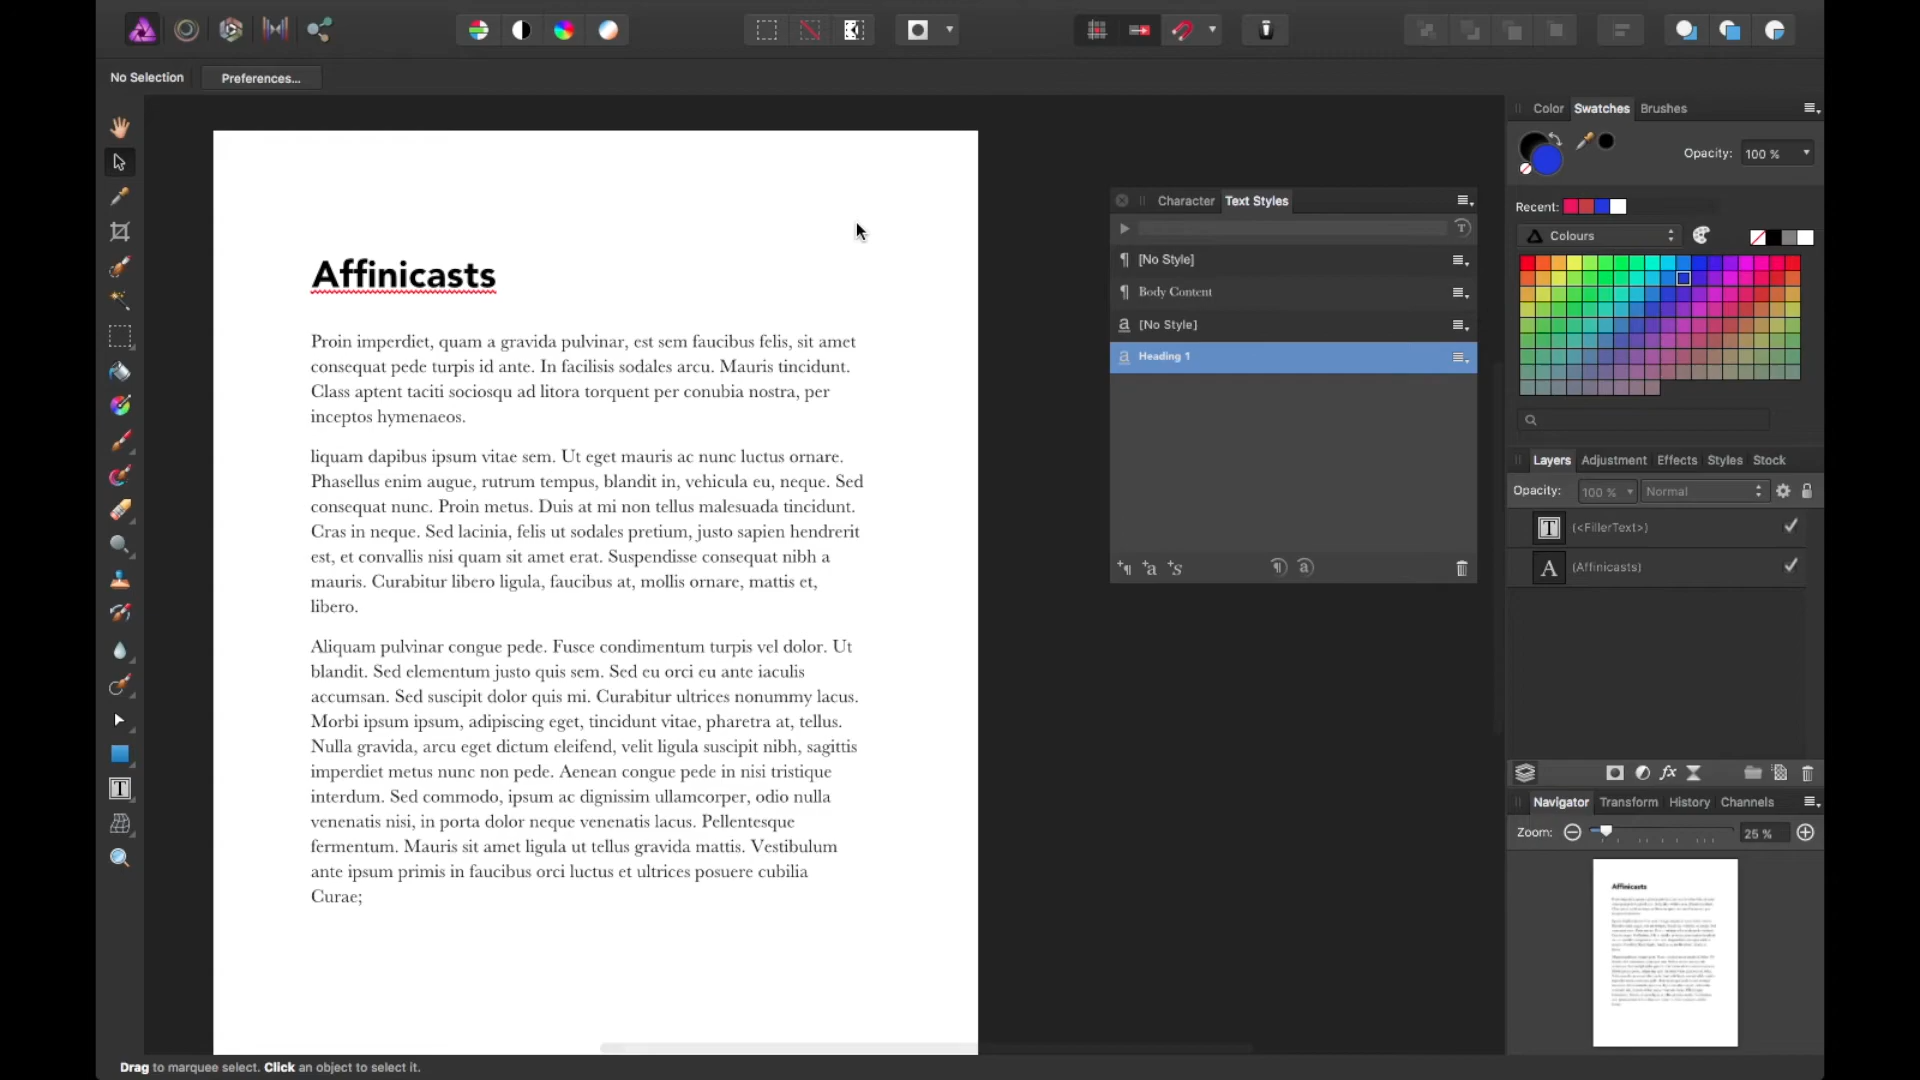 No Selection
Preferences...
Affinicasts
Proin imperdiet, quam a gravida pulvinar, est sem faucibus felis, sit amet
consequat pede turpis id ante. In facilisis sodales arcu. Mauris tincidunt.
Class aptent taciti sociosqu ad litora torquent per conubia nostra, per
inceptos hymenaeos.
liquam dapibus ipsum vitae sem. Ut eget mauris ac nunc luctus ornare.
Phasellus enim augue, rutrum tempus, blandit in, vehicula eu, neque. Sed
consequat nunc. Proin metus. Duis at mi non tellus malesuada tincidunt.
Cras in neque. Sed lacinia, felis ut sodales pretium, justo sapien hendrerit
est, et convallis nisi quam sit amet erat. Suspendisse consequat nibh a
mauris. Curabitur libero ligula, faucibus at, mollis ornare, mattis et,
libero.
Aliquam pulvinar congue pede. Fusce condimentum turpis vel dolor. Ut
blandit. Sed elementum justo quis sem. Sed eu orci eu ante iaculis
accumsan. Sed suscipit dolor quis mi. Curabitur ultrices nonummy lacus.
Morbi ipsum ipsum, adipiscing eget, tincidunt vitae, pharetra at, tellus.
Nulla gravida, arcu eget dictum eleifend, velit ligula suscipit nibh, sagittis
imperdiet metus nunc non pede. Aenean congue pede in nisi tristique
interdum. Sed commodo, ipsum ac dignissim ullamcorper, odio nulla
venenatis nisi, in porta dolor neque venenatis lacus. Pellentesque
fermentum. Mauris sit amet ligula ut tellus gravida mattis. Vestibulum
ante ipsum primis in faucibus orci luctus et ultrices posuere cubilia
Curae;
Character Text Styles
¶ [No Style]
¶ Body Content
a [No Style]
a Heading 1
Color Swatches Brushes
Opacity: 100 %
Recent:
Colours
Layers Adjustment Effects Styles Stock
Opacity: 100 % Normal
T (<FillerText>)
A (Affinicasts)
Navigator Transform History Channels
Zoom: 25 %
Affinicasts
Drag to marquee select. Click an object to select it.